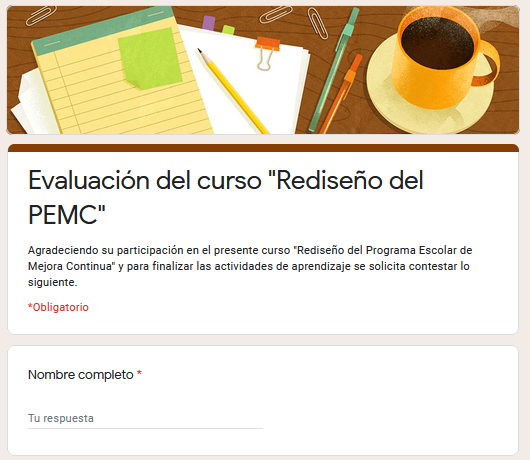 Evaluación del curso "Rediseño del
PEMC"
Agradeciendo su participación en el presente curso "Rediseño del Programa Escolar de
Mejora Continua" y para finalizar las actividades de aprendizaje se solicita contestar lo
siguiente.
*Obligatorio
Nombre completo *
Tu respuesta